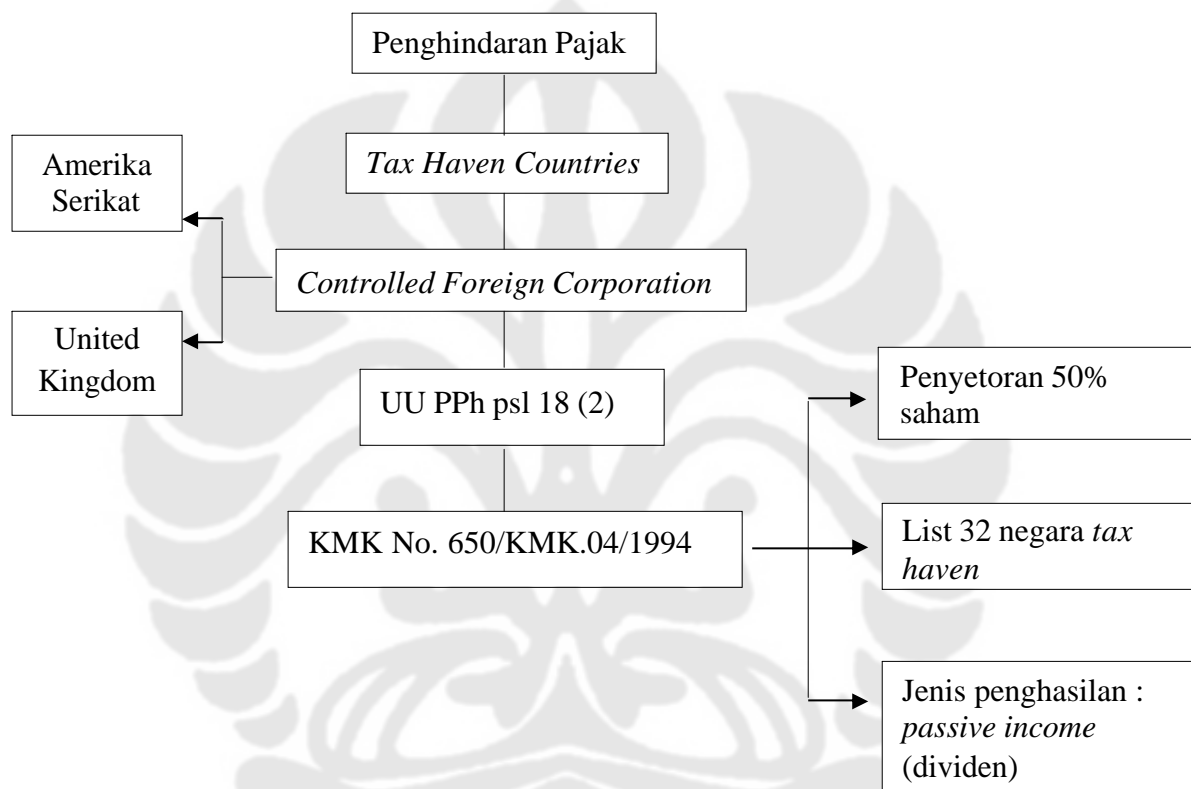 Penghindaran Pajak
Tax Haven Countries
Amerika
Serikat
Controlled Foreign Corporation
United
Kingdom
UU PPh psl 18 (2)
KMK No. 650/KMK.04/1994
Penyetoran 50%
saham
List 32 negara tax
haven
Jenis penghasilan :
passive income
(dividen)